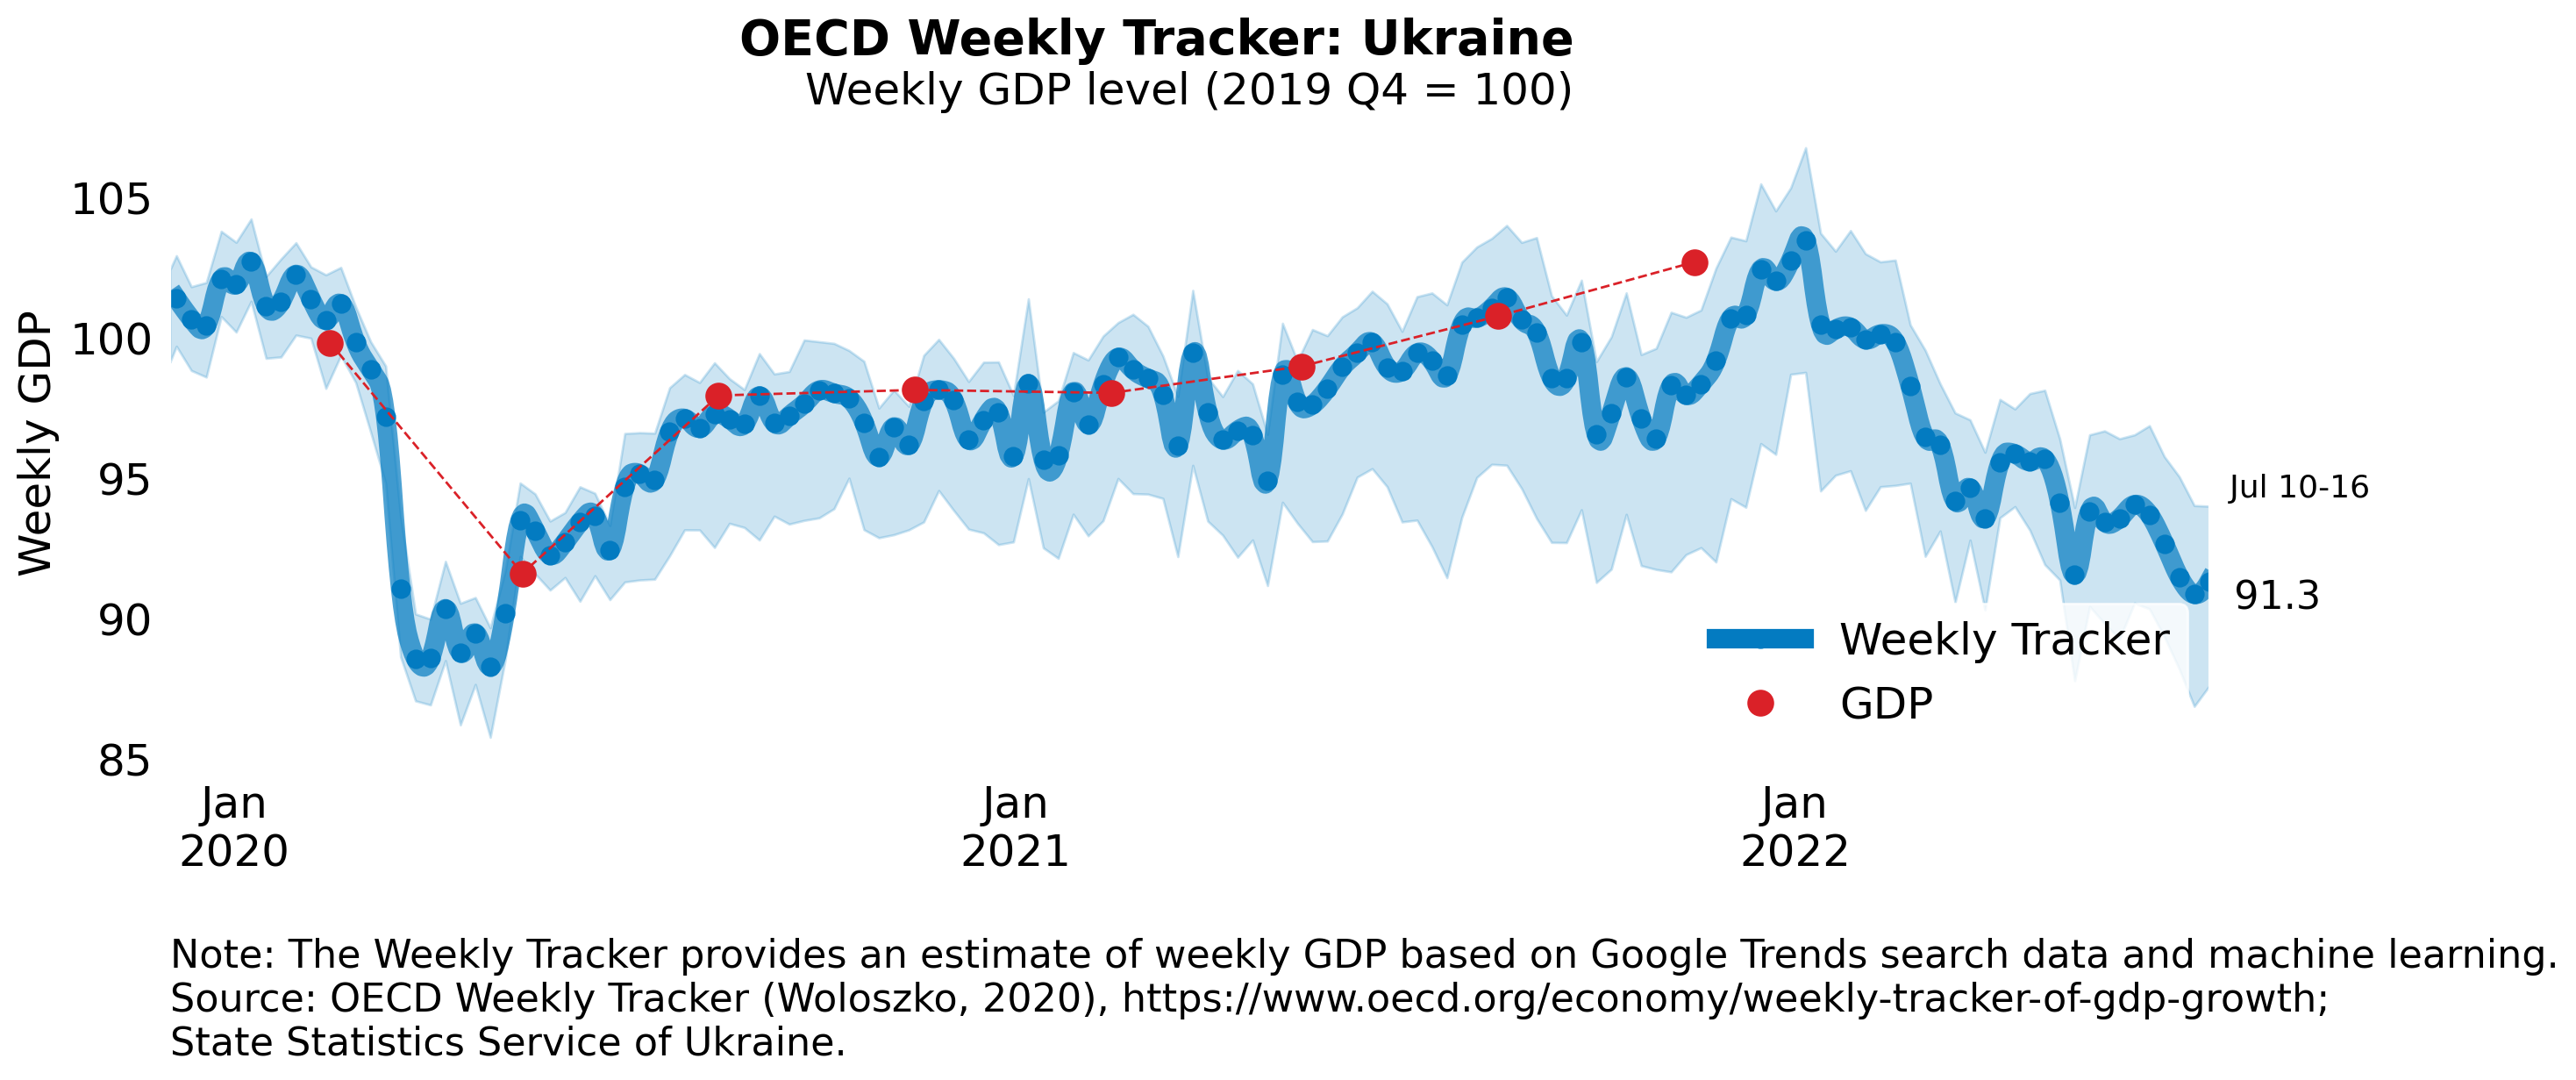 OECD Weekly Tracker: Ukraine
Weekly GDP level (2019 Q4 = 100)
Weekly GDP
105
100
95
90
85
Jul 10-16
91.3
Weekly Tracker
GDP
Jan
2020
Jan
2021
Jan
2022
Note: The Weekly Tracker provides an estimate of weekly GDP based on Google Trends search data and machine learning.
Source: OECD Weekly Tracker (Woloszko, 2020), https://www.oecd.org/economy/weekly-tracker-of-gdp-growth;
State Statistics Service of Ukraine.